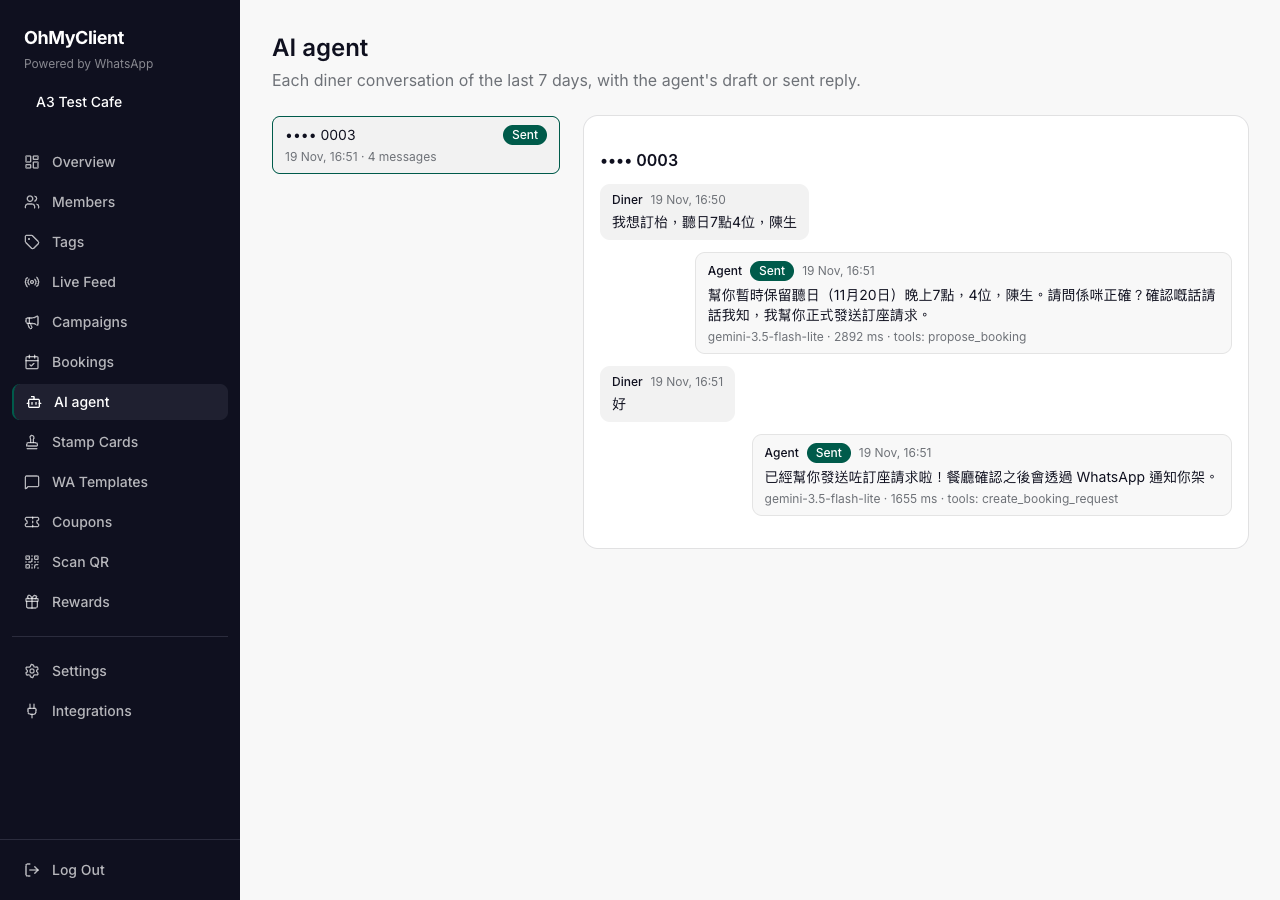 OhMyClient
Powered by WhatsApp
A3 Test Cafe
Overview
Members
Tags
Live Feed
Campaigns
Bookings
AI agent
Stamp Cards
WA Templates
Coupons
Scan QR
Rewards
Settings
Integrations
Log Out
AI agent
Each diner conversation of the last 7 days, with the agent's draft or sent reply.
•••• 0003 Sent
19 Nov, 16:51 · 4 messages
•••• 0003
Diner 19 Nov, 16:50
我想訂枱，聽日7點4位，陳生
Agent Sent 19 Nov, 16:51
幫你暫時保留聽日（11月20日）晚上7點，4位，陳生。請問係咪正確？確認嘅話請
話我知，我幫你正式發送訂座請求。
gemini-3.5-flash-lite · 2892 ms · tools: propose_booking
Diner 19 Nov, 16:51
好
Agent Sent 19 Nov, 16:51
已經幫你發送咗訂座請求啦！餐廳確認之後會透過 WhatsApp 通知你架。
gemini-3.5-flash-lite · 1655 ms · tools: create_booking_request